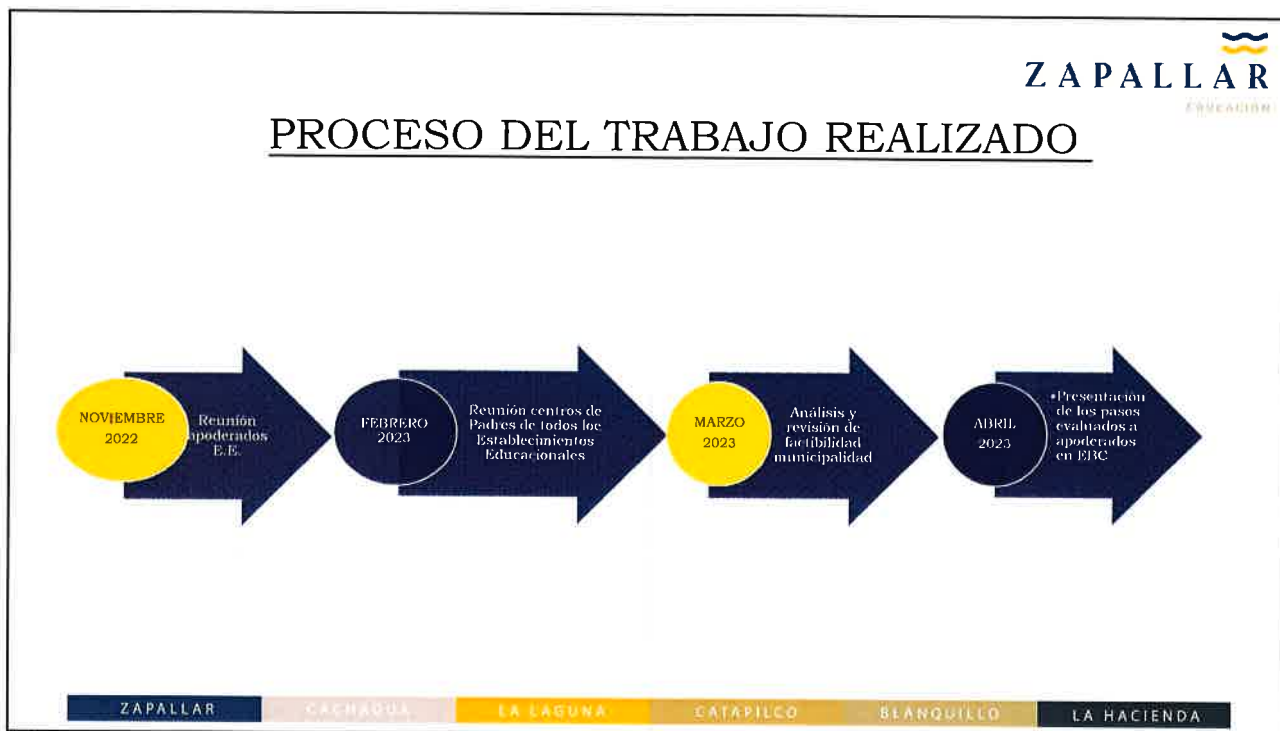 ZAPALLAR
EDUCACIÓN
PROCESO DEL TRABAJO REALIZADO
NOVIEMBRE
2022
Reunión
apoderados
E.E.
FEBRERO
2023
Reunión centros de
Padres de todos los
Establecimientos
Educacionales
MARZO
2023
Análisis y
revisión de
factibilidad
municipalidad
ABRIL
2023
•Presentación
de los pasos
evaluados a
apoderados
en EBC
ZAPALLAR
CACHAGUA
LA LAGUNA
CATAPILCO
BLANQUILLO
LA HACIENDA